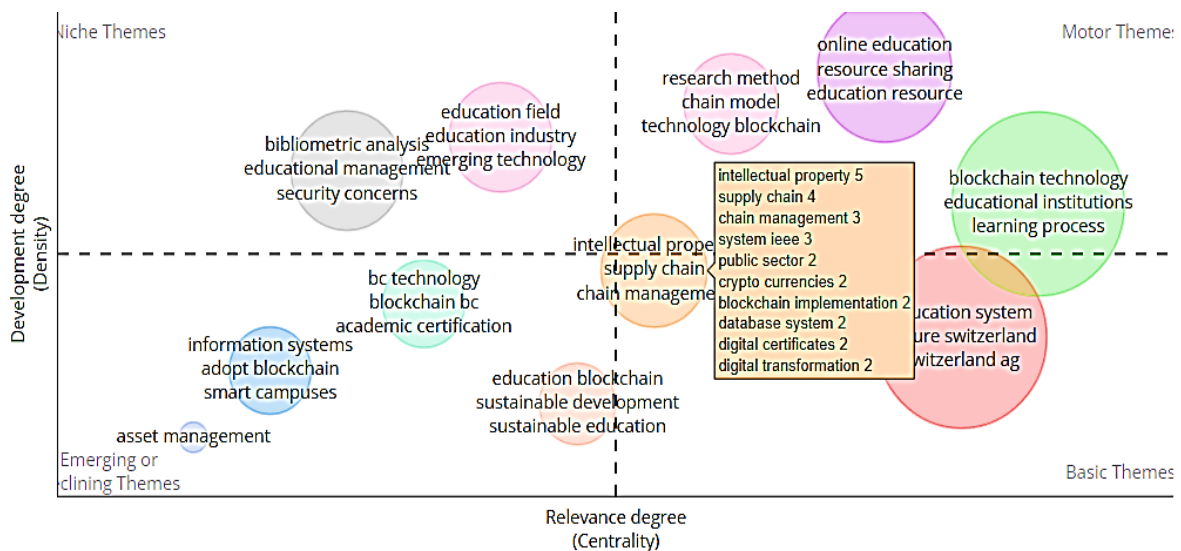 Niche Themes
Motor Themes
online education
resource sharing
education resource
research method
chain model
technology blockchain
education field
education industry
emerging technology
bibliometric analysis
educational management
security concerns
blockchain technology
educational institutions
learning process
intellectual prope
supply chain
chain manageme
intellectual property 5
supply chain 4
chain management 3
system ieee 3
public sector 2
crypto currencies 2
blockchain implementation 2
database system 2
digital certificates 2
digital transformation 2
bc technology
blockchain bc
academic certification
ucation system
ure switzerland
witzerland ag
information systems
adopt blockchain
smart campuses
education blockchain
sustainable development
sustainable education
asset management
Emerging or
clining Themes
Basic Themes
Development degree
(Density)
Relevance degree
(Centrality)